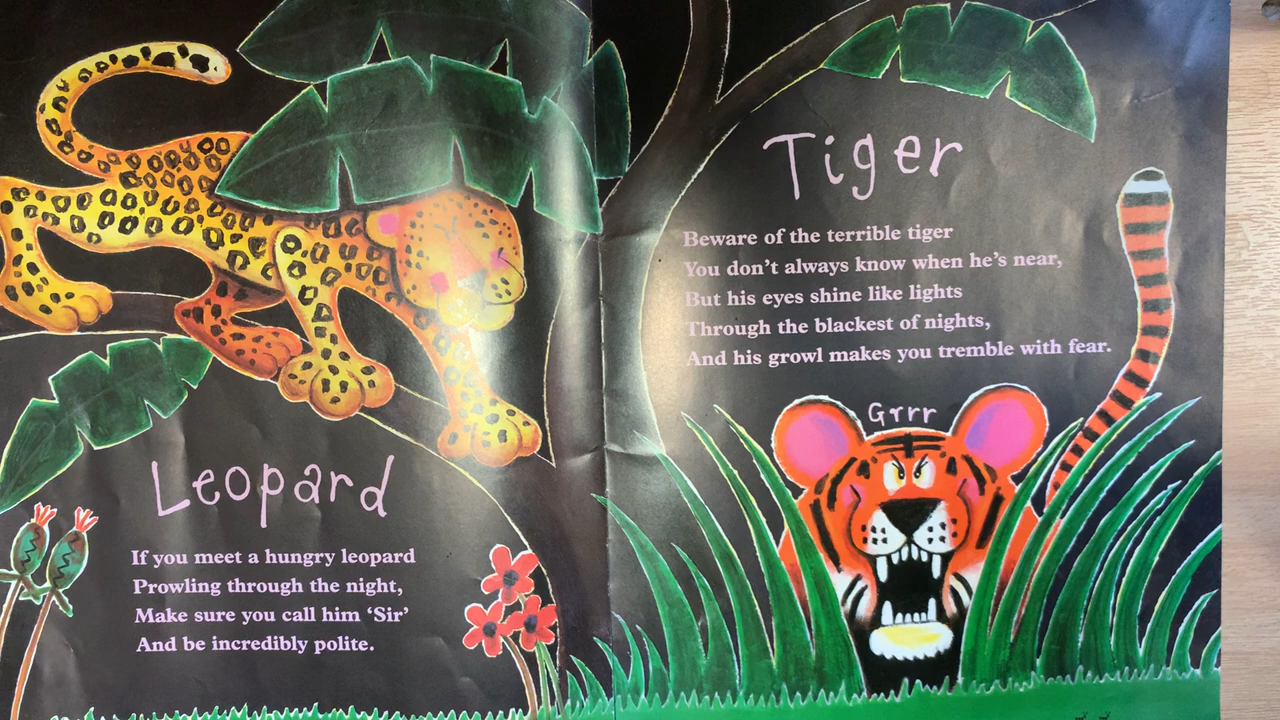 Leopard
If you meet a hungry leopard
Prowling through the night,
Make sure you call him ‘Sir’
And be incredibly polite.
Tiger
Beware of the terrible tiger
You don’t always know when he’s near,
But his eyes shine like lights
Through the blackest of nights,
And his growl makes you tremble with fear.
Grrr